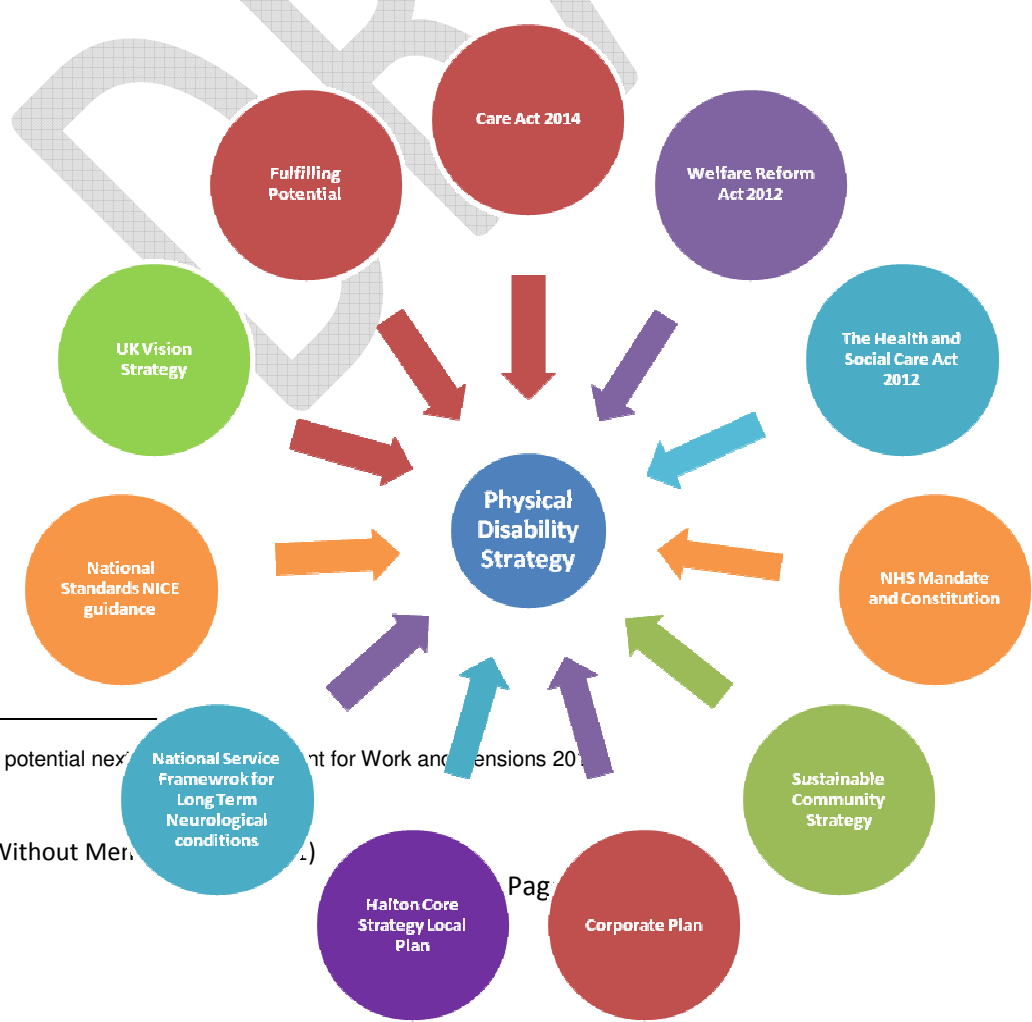 Care Act 2014
Fulfilling
Potential
Welfare Reform
Act 2012
UK Vision
Strategy
The Health and
Social Care Act
2012
Physical
Disability
Strategy
National
Standards NICE
guidance
NHS Mandate
and Constitution
potential nex nt for Work and ensions 20
National Service
Framewrok for
Long Term
Neurological
conditions
Sustainable
Community
Strategy
Without Mer )
Pag
Halton Core
Strategy Local
Plan
Corporate Plan